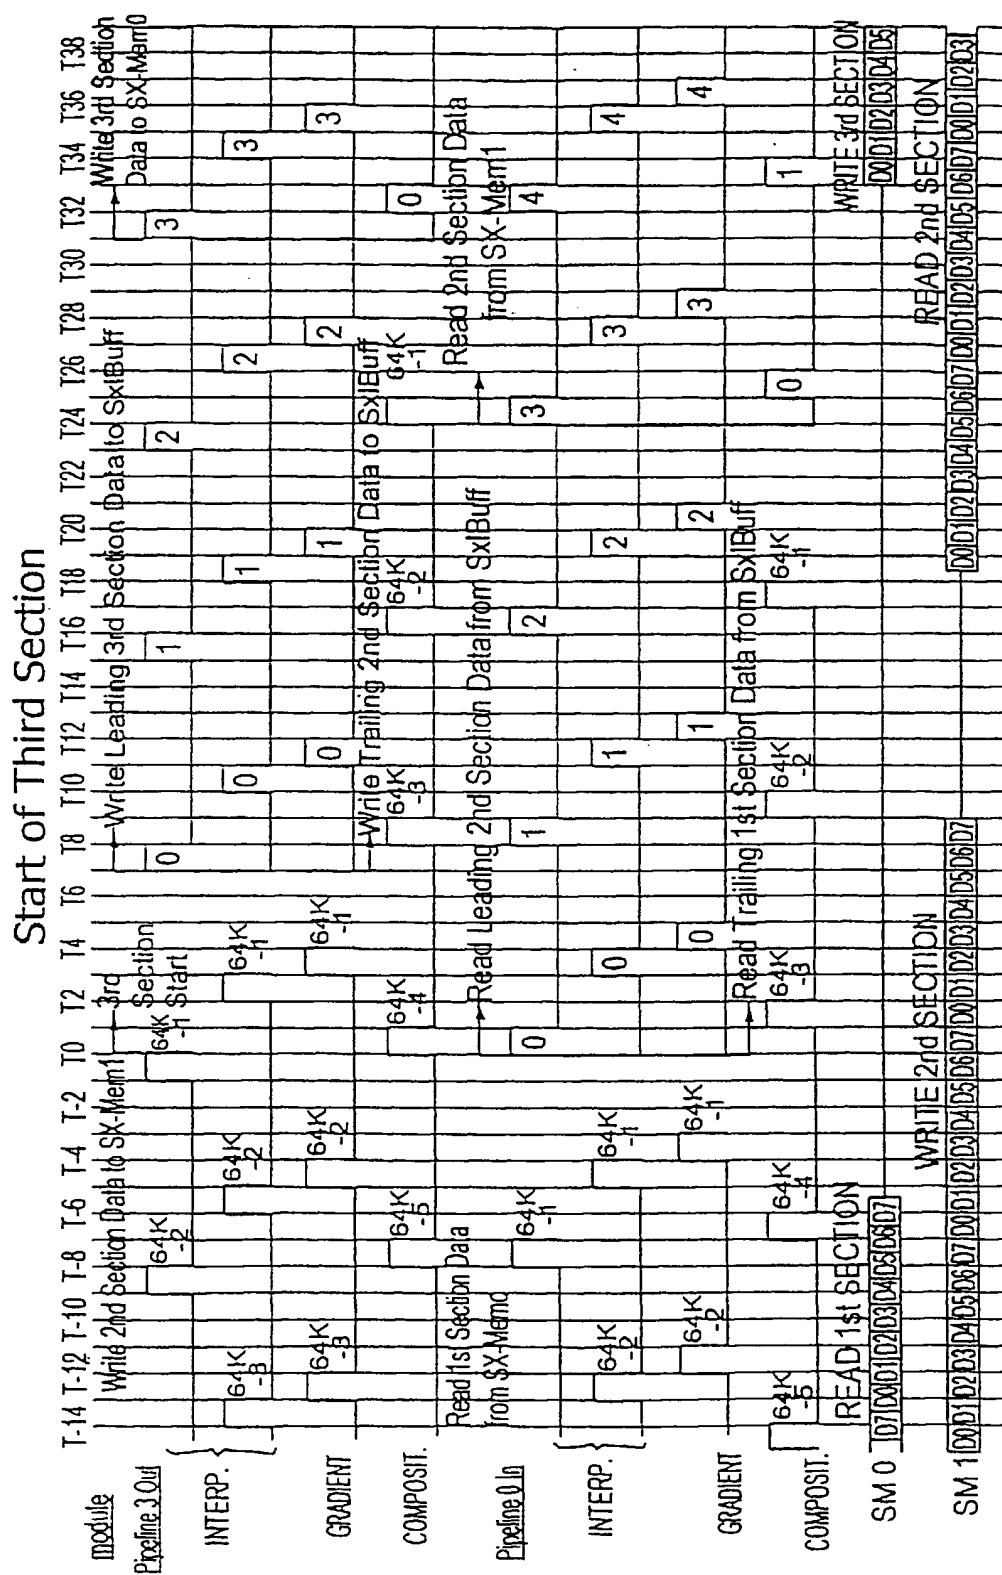 Start of Third Section
module T-14 T-12 T-10 T-8 T-6 T-4 T-2 T0 T2 T4 T6 T8 T10 T12 T14 T16 T18 T20 T22 T24 T26 T28 T30 T32 T34 T36 T38
Write 2nd Section Data to SX-Mem1
3rd Section Start
Write Leading 3rd Section Data to SxIBuff
Write 3rd Section Data to SX-Mem0
Pipeline 3 Out
64K-2 64K-1 0 1 2 3
INTERP.
64K-3 64K-2 64K-1 0 1 2 3
GRADIENT
64K-3 64K-2 64K-1 0 1 2 3
Write Trailing 2nd Section Data to SxIBuff
COMPOSIT.
64K-5 64K-4 64K-3 64K-2 64K-1 0
Read 1st Section Data from SX-Mem0
Read Leading 2nd Section Data from SxIBuff
Read 2nd Section Data from SX-Mem1
Pipeline 0 In
64K-1 0 1 2 3 4
INTERP.
64K-2 64K-1 0 1 2 3 4
GRADIENT
64K-2 64K-1 0 1 2 3 4
Read Trailing 1st Section Data from SxIBuff
COMPOSIT.
64K-5 64K-4 64K-3 64K-2 64K-1 0 1
READ 1st SECTION
WRITE 3rd SECTION
SM 0 D7 D0 D1 D2 D3 D4 D5 D6 D7 D0 D1 D2 D3 D4 D5
WRITE 2nd SECTION
READ 2nd SECTION
SM 1 D0 D1 D2 D3 D4 D5 D6 D7 D0 D1 D2 D3 D4 D5 D6 D7 D0 D1 D2 D3 D4 D5 D6 D7 D0 D1 D2 D3 D4 D5 D6 D7 D0 D1 D2 D3 D4 D5 D6 D7 D0 D1 D2 D3